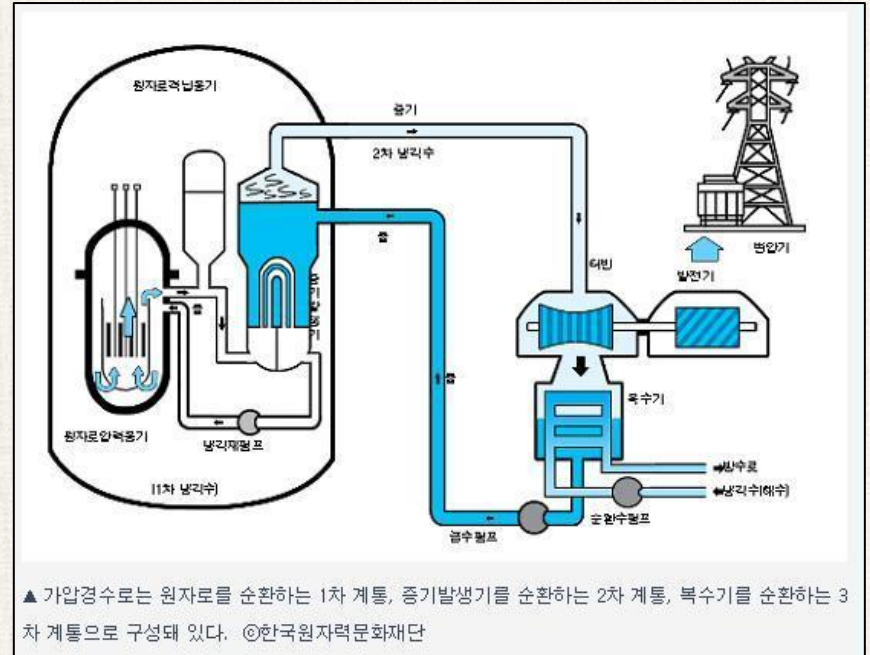 원자로격납용기
증기
2차 냉각수
물
증기발생기
터빈
발전기
변압기
물
원자로압력용기
냉각재펌프
(1차 냉각수)
물
복수기
방수로
냉각수(해수)
순환수펌프
급수펌프
▲ 가압경수로는 원자로를 순환하는 1차 계통, 증기발생기를 순환하는 2차 계통, 복수기를 순환하는 3
차 계통으로 구성돼 있다. ⓒ한국원자력문화재단